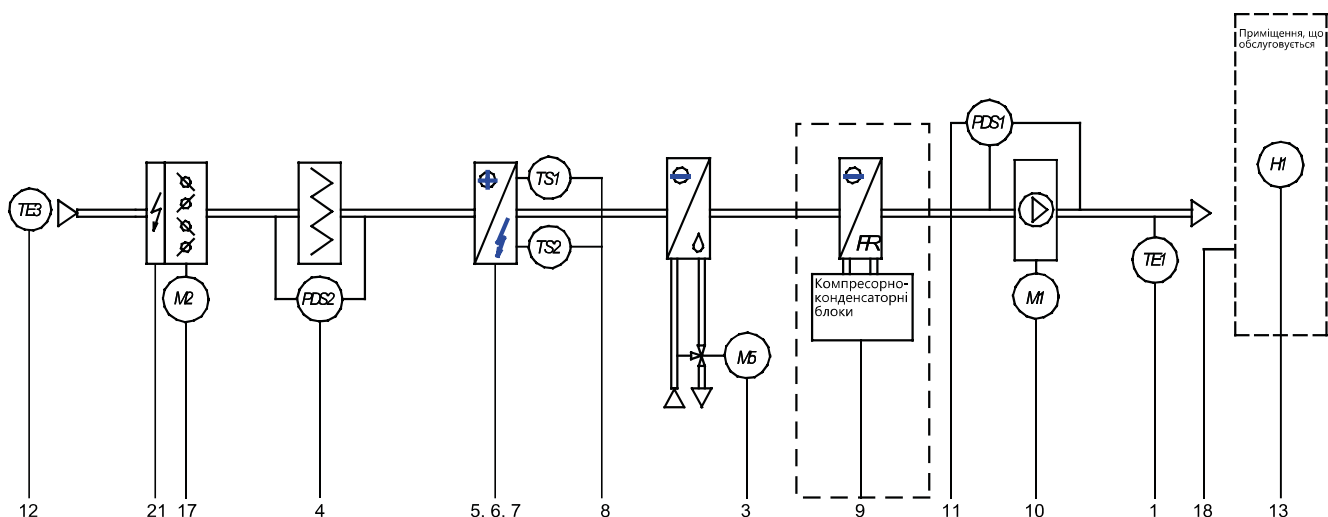 Приміщення, що
обслуговується
PDS1
H1
TS1
TE3
TS2
FR
TE1
M2
PDS2
Компресорно-
конденсаторні
блоки
M1
M5
12
21
17
4
5, 6, 7
8
3
9
11
10
1
18
13